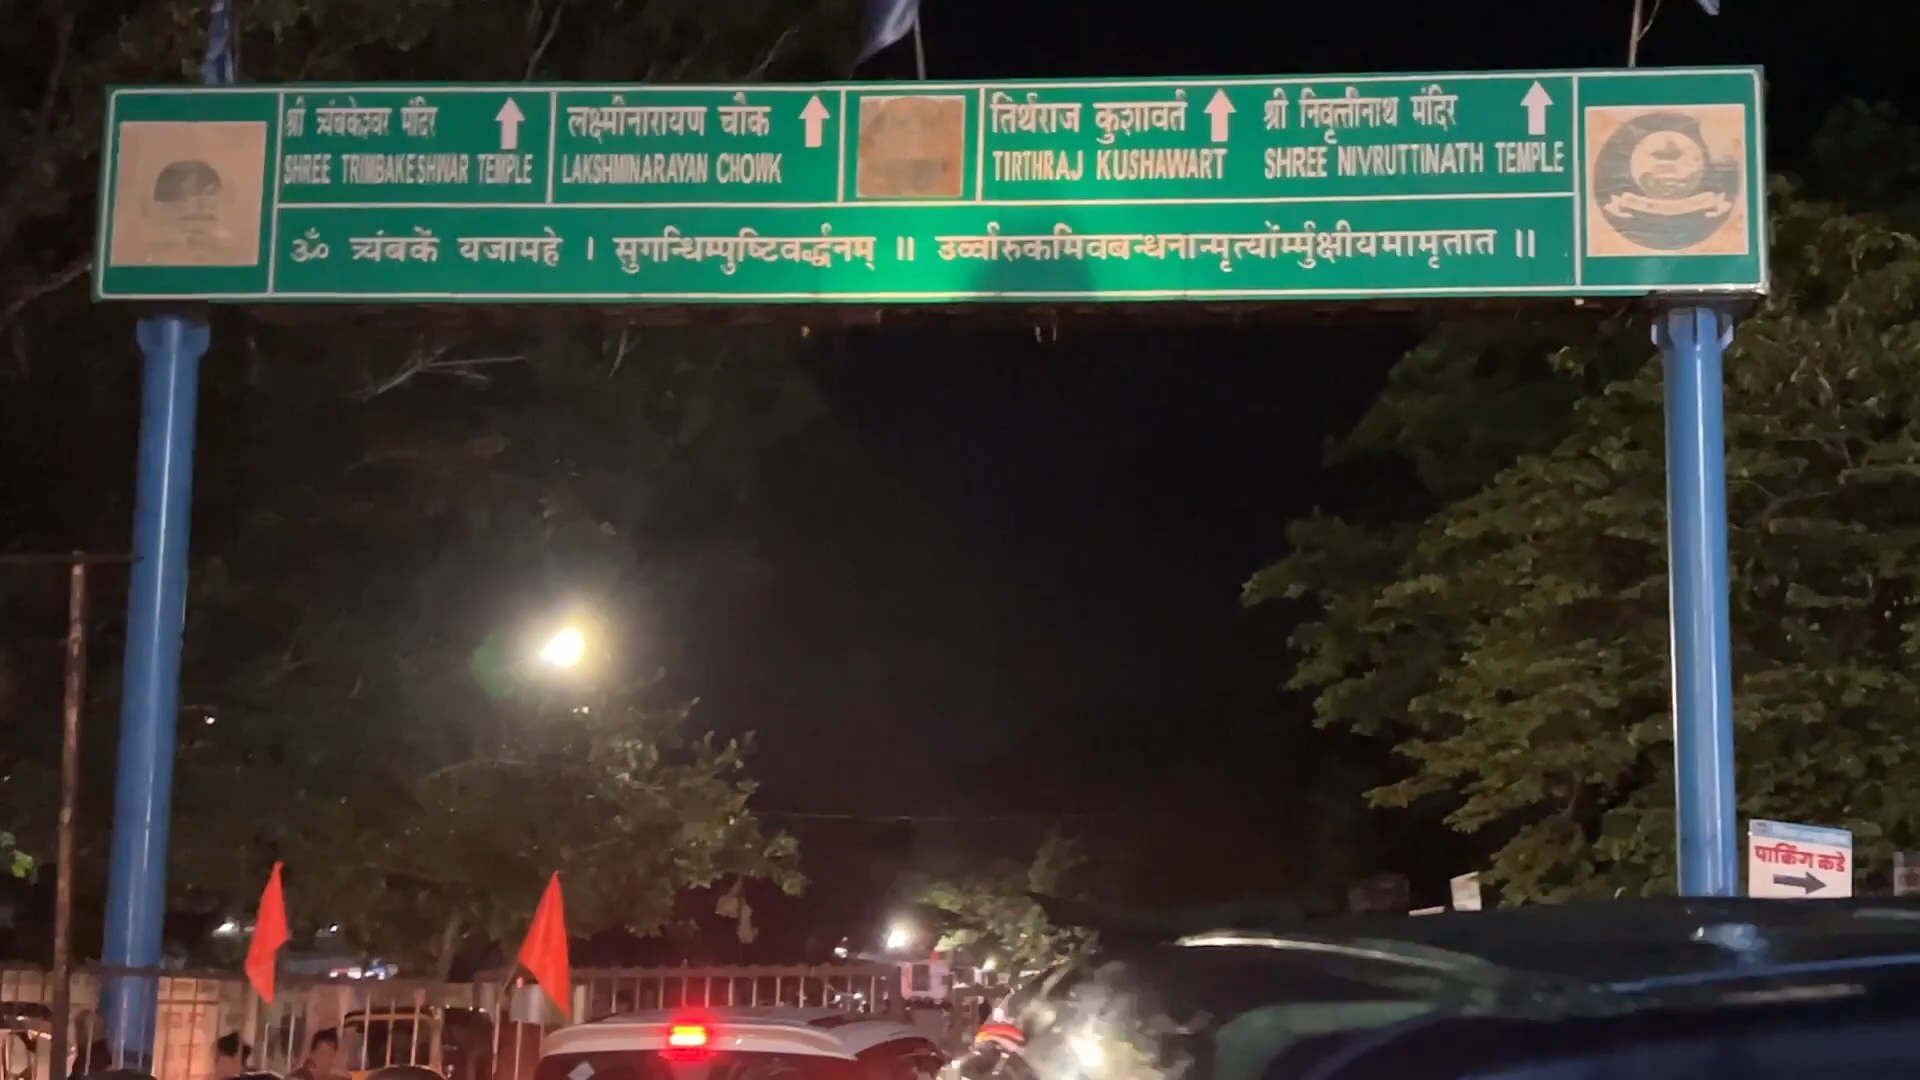 श्री त्र्यंबकेश्वर मंदिर
SHREE TRIMBAKESHWAR TEMPLE
लक्ष्मीनारायण चौक
LAKSHMINARAYAN CHOWK
तिर्थराज कुशावर्त
TIRTHRAJ KUSHAWART
श्री निवृत्तीनाथ मंदिर
SHREE NIVRUTTINATH TEMPLE
ॐ त्र्यंबकें यजामहे । सुगन्धिम्पुष्टिवर्द्धनम् ॥ उर्व्वारुकमिवबन्धनान्मृत्योंर्म्मुक्षीयमामृतात ॥
पार्किंग कडे